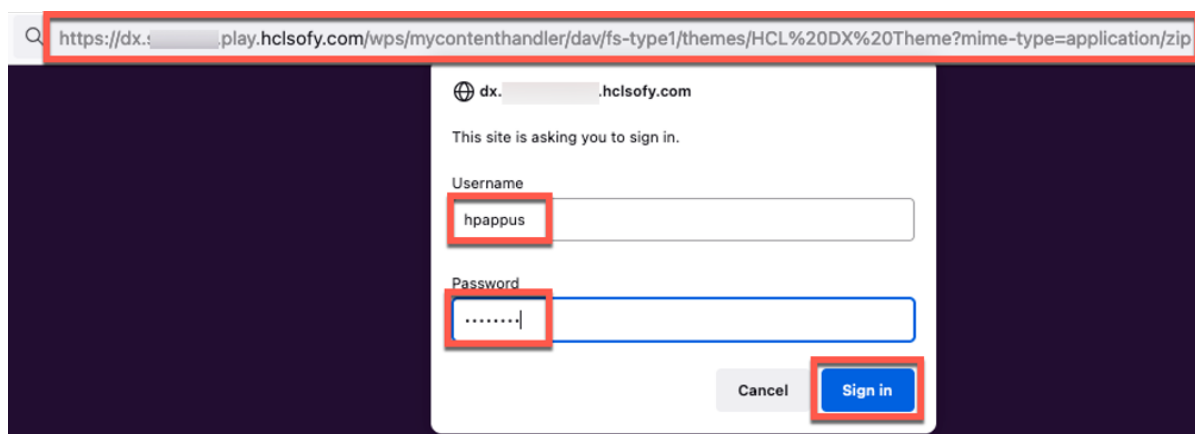 https://dx.s .play.hclsofy.com/wps/mycontenthandler/dav/fs-type1/themes/HCL%20DX%20Theme?mime-type=application/zip
dx. .hclsofy.com
This site is asking you to sign in.
Username
hpappus
Password
········
Cancel Sign in